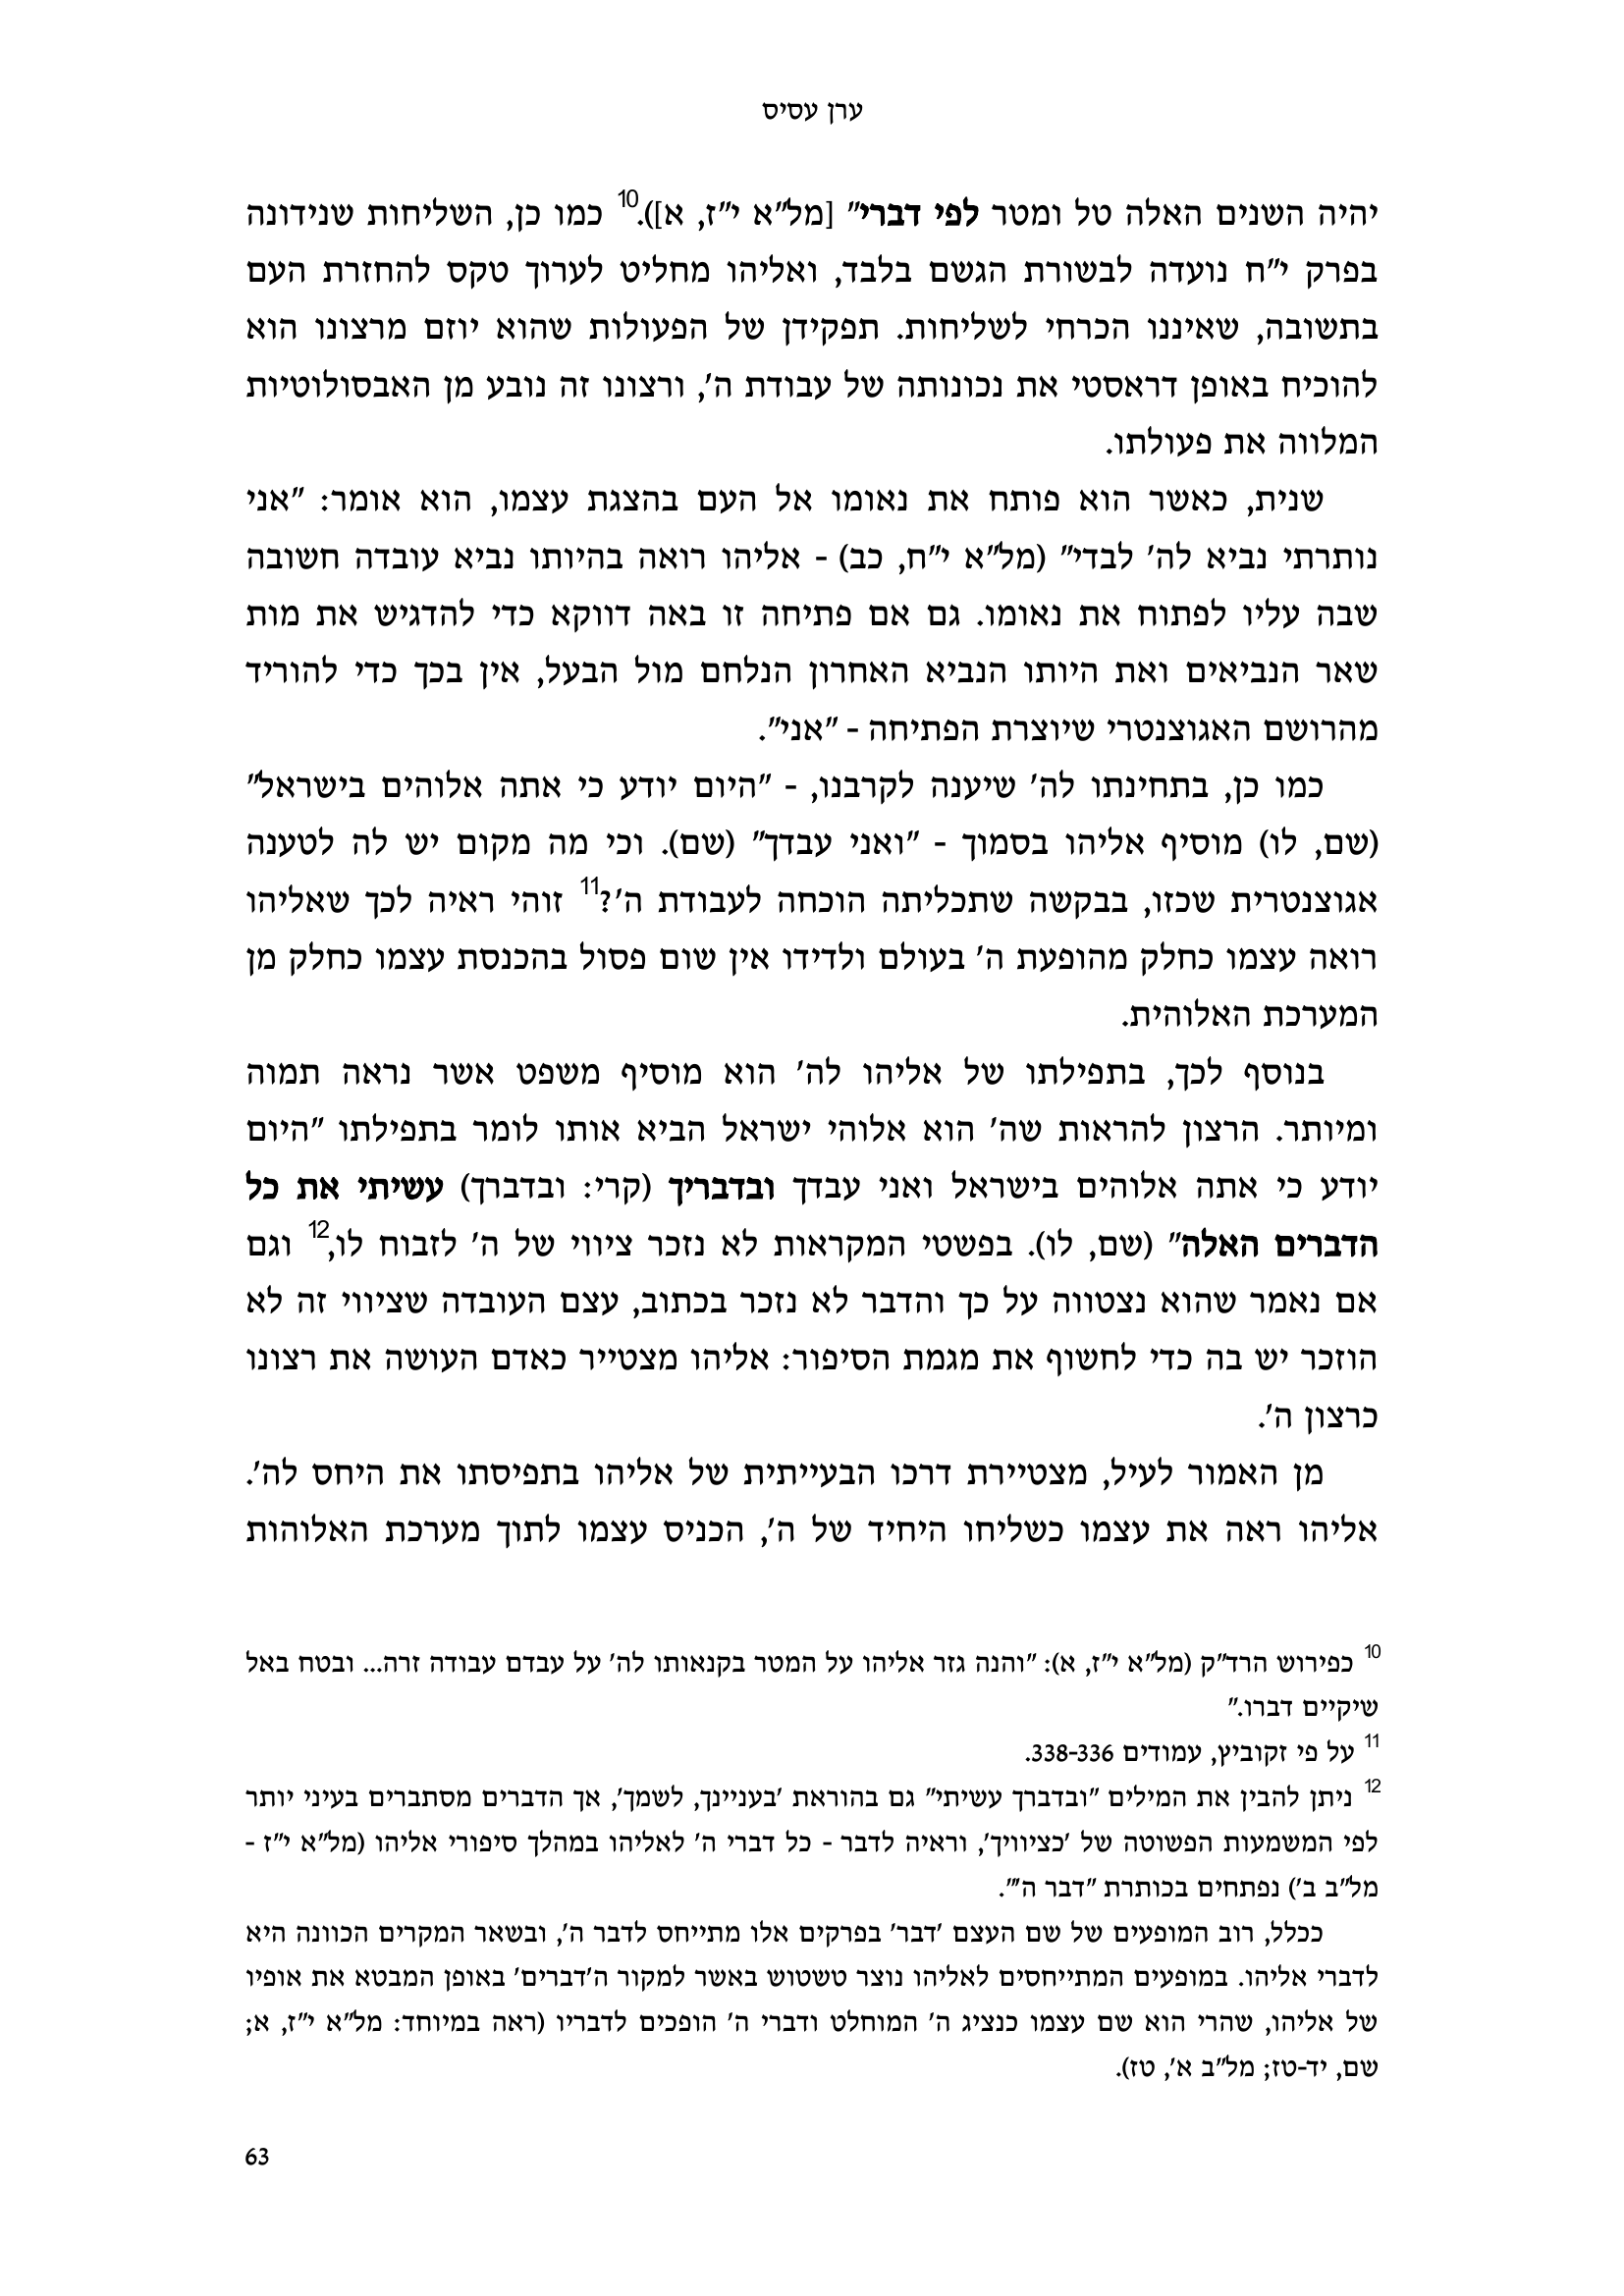 ערן עסיס
יהיה השנים האלה טל ומטר לפי דברי" [מל"א י"ז, א]).10 כמו כן, השליחות שנידונה
בפרק י"ח נועדה לבשורת הגשם בלבד, ואליהו מחליט לערוך טקס להחזרת העם
בתשובה, שאיננו הכרחי לשליחות. תפקידן של הפעולות שהוא יוזם מרצונו הוא
להוכיח באופן דראסטי את נכונותה של עבודת ה', ורצונו זה נובע מן האבסולוטיות
המלווה את פעולתו.
שנית, כאשר הוא פותח את נאומו אל העם בהצגת עצמו, הוא אומר: "אני
נותרתי נביא לה' לבדי" (מל"א י"ח, כב) - אליהו רואה בהיותו נביא עובדה חשובה
שבה עליו לפתוח את נאומו. גם אם פתיחה זו באה דווקא כדי להדגיש את מות
שאר הנביאים ואת היותו הנביא האחרון הנלחם מול הבעל, אין בכך כדי להוריד
מהרושם האגוצנטרי שיוצרת הפתיחה - "אני".
כמו כן, בתחינתו לה' שיענה לקרבנו, - "היום יודע כי אתה אלוהים בישראל"
(שם, לו) מוסיף אליהו בסמוך - "ואני עבדך" (שם). וכי מה מקום יש לה לטענה
אגוצנטרית שכזו, בבקשה שתכליתה הוכחה לעבודת ה'?11 זוהי ראיה לכך שאליהו
רואה עצמו כחלק מהופעת ה' בעולם ולדידו אין שום פסול בהכנסת עצמו כחלק מן
המערכת האלוהית.
בנוסף לכך, בתפילתו של אליהו לה' הוא מוסיף משפט אשר נראה תמוה
ומיותר. הרצון להראות שה' הוא אלוהי ישראל הביא אותו לומר בתפילתו "היום
יודע כי אתה אלוהים בישראל ואני עבדך ובדבריך (קרי: ובדברך) עשיתי את כל
הדברים האלה" (שם, לו). בפשטי המקראות לא נזכר ציווי של ה' לזבוח לו,12 וגם
אם נאמר שהוא נצטווה על כך והדבר לא נזכר בכתוב, עצם העובדה שציווי זה לא
הוזכר יש בה כדי לחשוף את מגמת הסיפור: אליהו מצטייר כאדם העושה את רצונו
כרצון ה'.
מן האמור לעיל, מצטיירת דרכו הבעייתית של אליהו בתפיסתו את היחס לה'.
אליהו ראה את עצמו כשליחו היחיד של ה', הכניס עצמו לתוך מערכת האלוהות
10 כפירוש הרד"ק (מל"א י"ז, א): "והנה גזר אליהו על המטר בקנאותו לה' על עבדם עבודה זרה... ובטח באל
שיקיים דברו."
11 על פי זקוביץ, עמודים 338-336.
12 ניתן להבין את המילים "ובדברך עשיתי" גם בהוראת 'בעניינך, לשמך', אך הדברים מסתברים בעיני יותר
לפי המשמעות הפשוטה של 'כציוויך', וראיה לדבר - כל דברי ה' לאליהו במהלך סיפורי אליהו (מל"א י"ז -
מל"ב ב') נפתחים בכותרת "דבר ה'".
ככלל, רוב המופעים של שם העצם 'דבר' בפרקים אלו מתייחס לדבר ה', ובשאר המקרים הכוונה היא
לדברי אליהו. במופעים המתייחסים לאליהו נוצר טשטוש באשר למקור ה'דברים' באופן המבטא את אופיו
של אליהו, שהרי הוא שם עצמו כנציג ה' המוחלט ודברי ה' הופכים לדבריו (ראה במיוחד: מל"א י"ז, א;
שם, יד-טז; מל"ב א', טז).
63